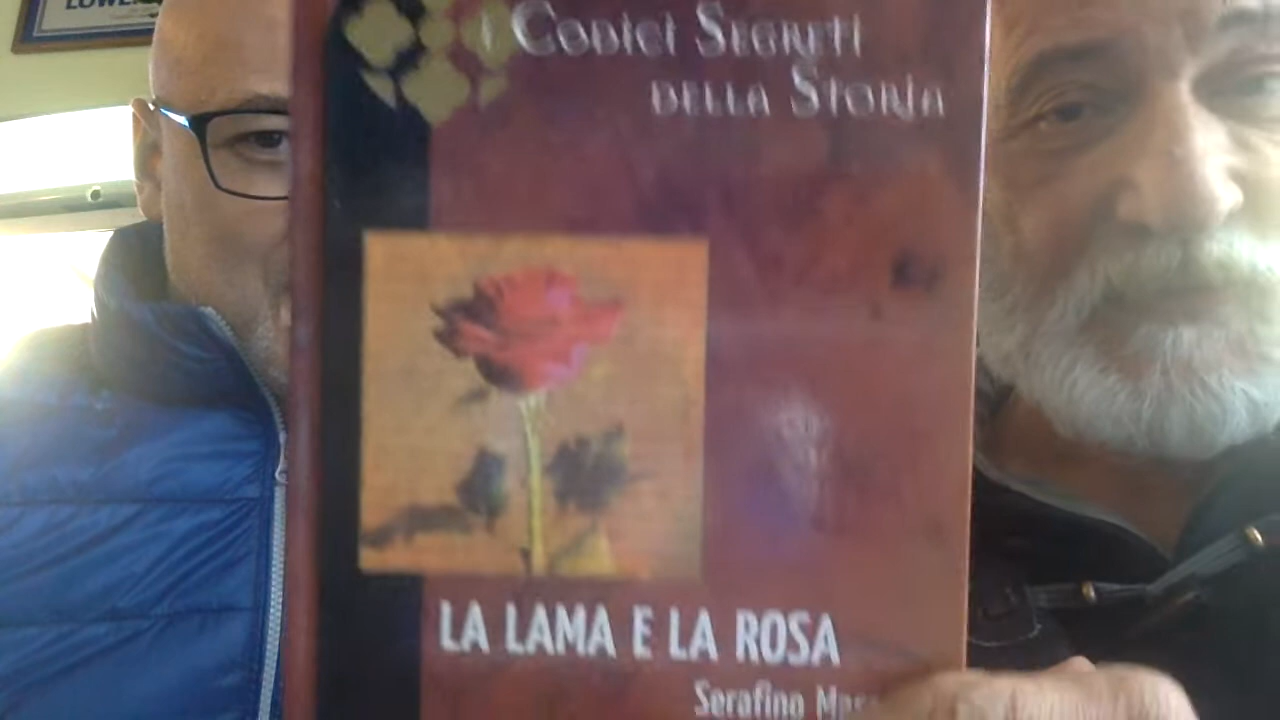 I CODICI SEGRETI
DELLA STORIA
LA LAMA E LA ROSA
Serafino